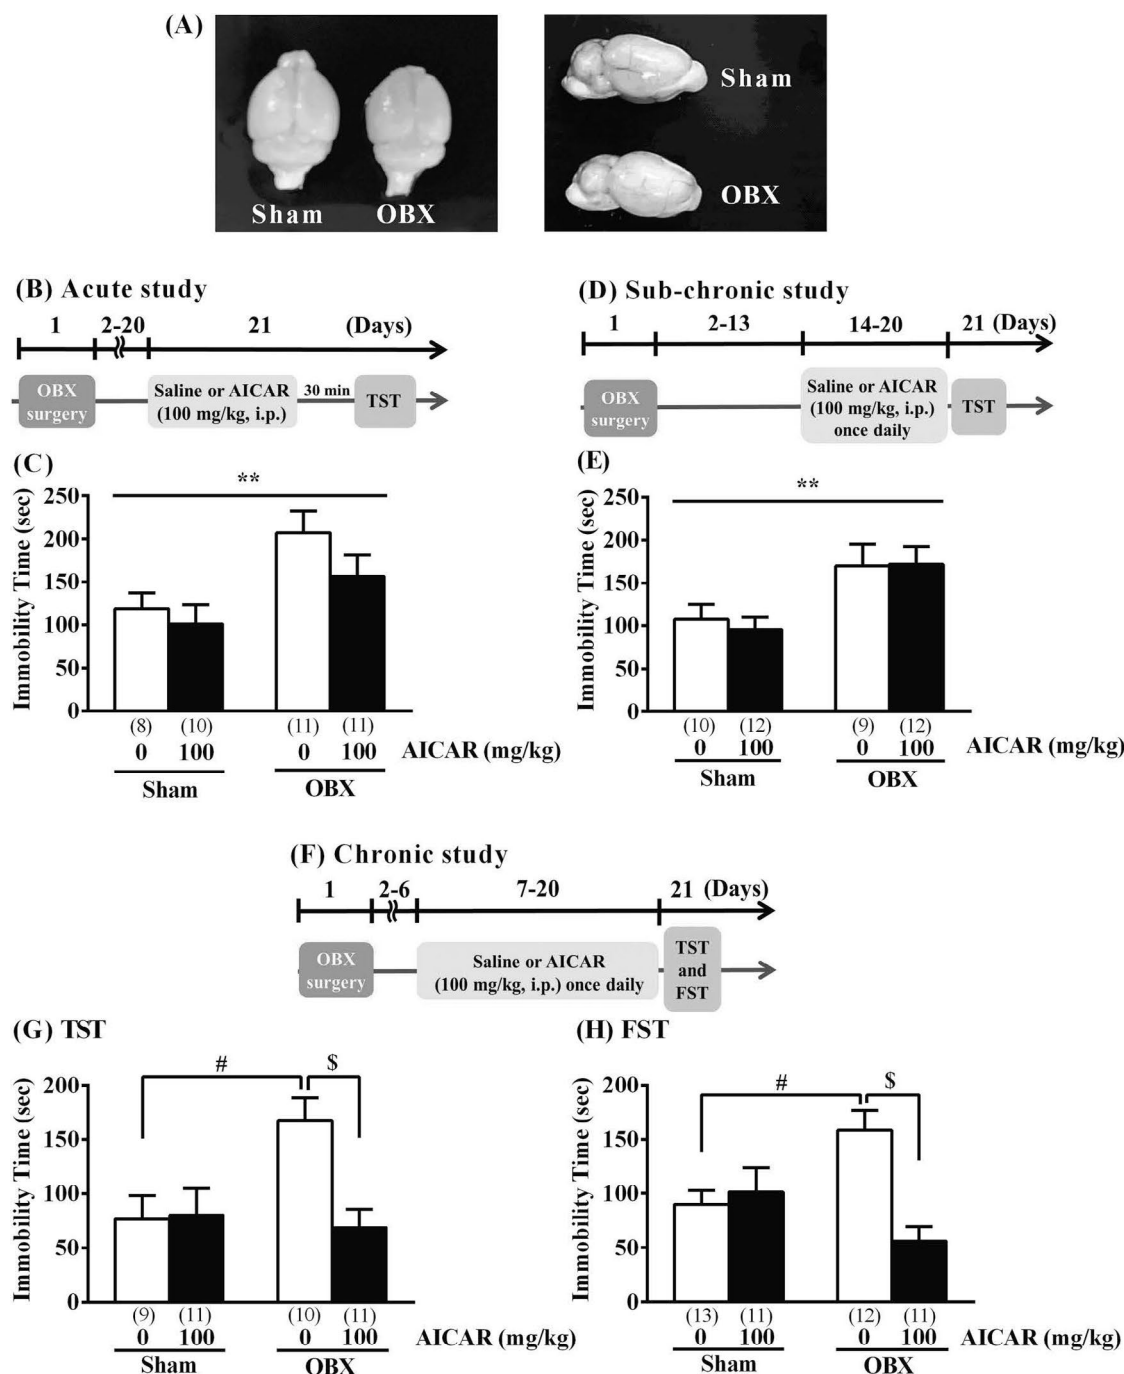 (A)
Sham OBX
Sham
OBX
(B) Acute study
1 2-20 21 (Days)
OBX
surgery
Saline or AICAR
(100 mg/kg, i.p.)
30 min
TST
(C)
**
Immobility Time (sec)
250
200
150
100
50
0
(8) (10) (11) (11)
0 100 0 100 AICAR (mg/kg)
Sham OBX
(D) Sub-chronic study
1 2-13 14-20 21 (Days)
OBX
surgery
Saline or AICAR
(100 mg/kg, i.p.)
once daily
TST
(E)
**
Immobility Time (sec)
250
200
150
100
50
0
(10) (12) (9) (12)
0 100 0 100 AICAR (mg/kg)
Sham OBX
(F) Chronic study
1 2-6 7-20 21 (Days)
OBX
surgery
Saline or AICAR
(100 mg/kg, i.p.) once daily
TST
and
FST
(G) TST
# $
Immobility Time (sec)
200
150
100
50
0
(9) (11) (10) (11)
0 100 0 100 AICAR (mg/kg)
Sham OBX
(H) FST
# $
Immobility Time (sec)
200
150
100
50
0
(13) (11) (12) (11)
0 100 0 100 AICAR (mg/kg)
Sham OBX